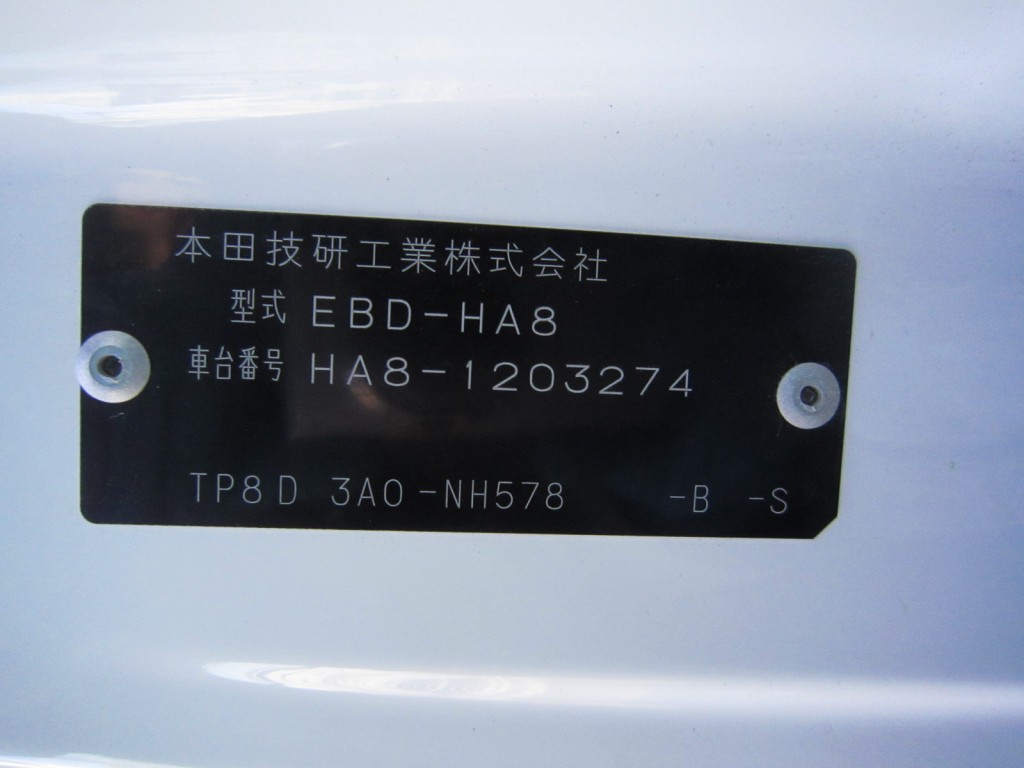 本田技研工業株式会社
型式 EBD-HA8
車台番号 HA8-1203274
TP8D 3A0-NH578 -B -S